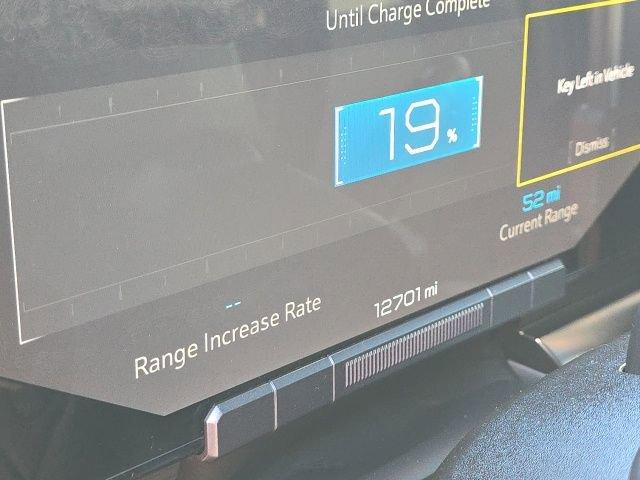 Until Charge Complete
Key Left in Vehicle
[ Dismiss ]
19 %
52 mi
Current Range
--
Range Increase Rate
12701 mi